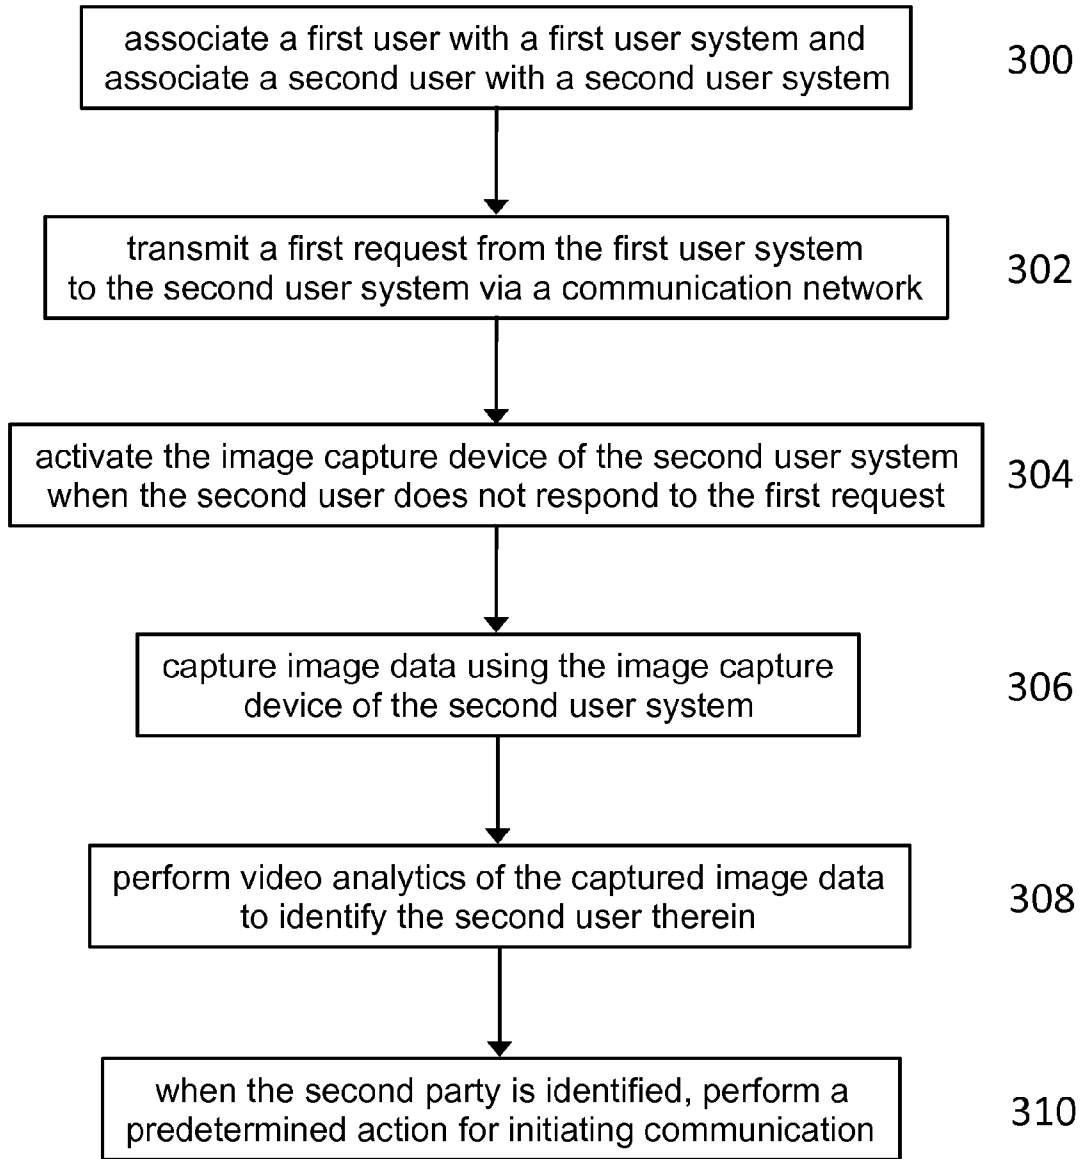 associate a first user with a first user system and
associate a second user with a second user system
300
transmit a first request from the first user system
to the second user system via a communication network
302
activate the image capture device of the second user system
when the second user does not respond to the first request
304
capture image data using the image capture
device of the second user system
306
perform video analytics of the captured image data
to identify the second user therein
308
when the second party is identified, perform a
predetermined action for initiating communication
310